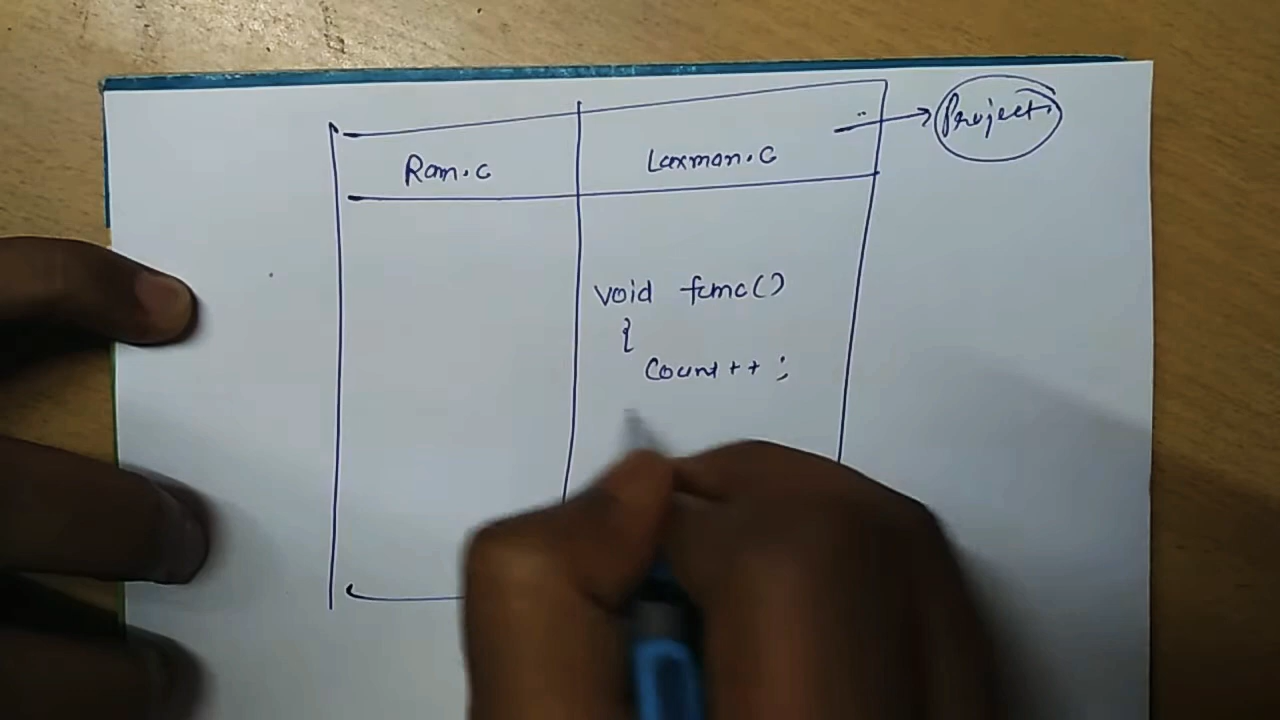 Project
Ram.c
Laxman.c
void func()
{
Count++;